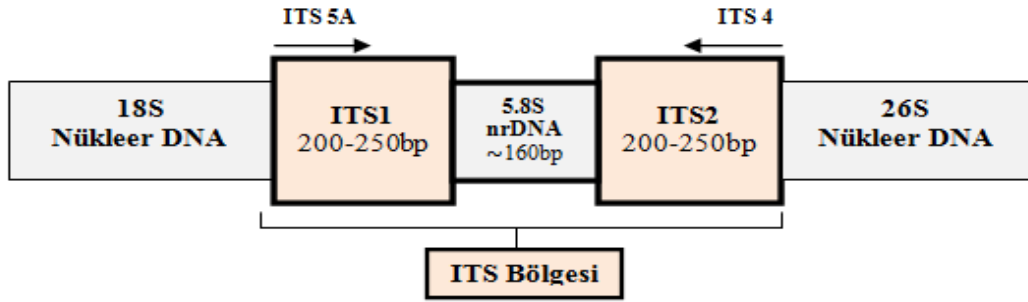 ITS 5A
ITS 4
18S
Nükleer DNA
ITS1
200-250bp
5.8S
nrDNA
~160bp
ITS2
200-250bp
26S
Nükleer DNA
ITS Bölgesi